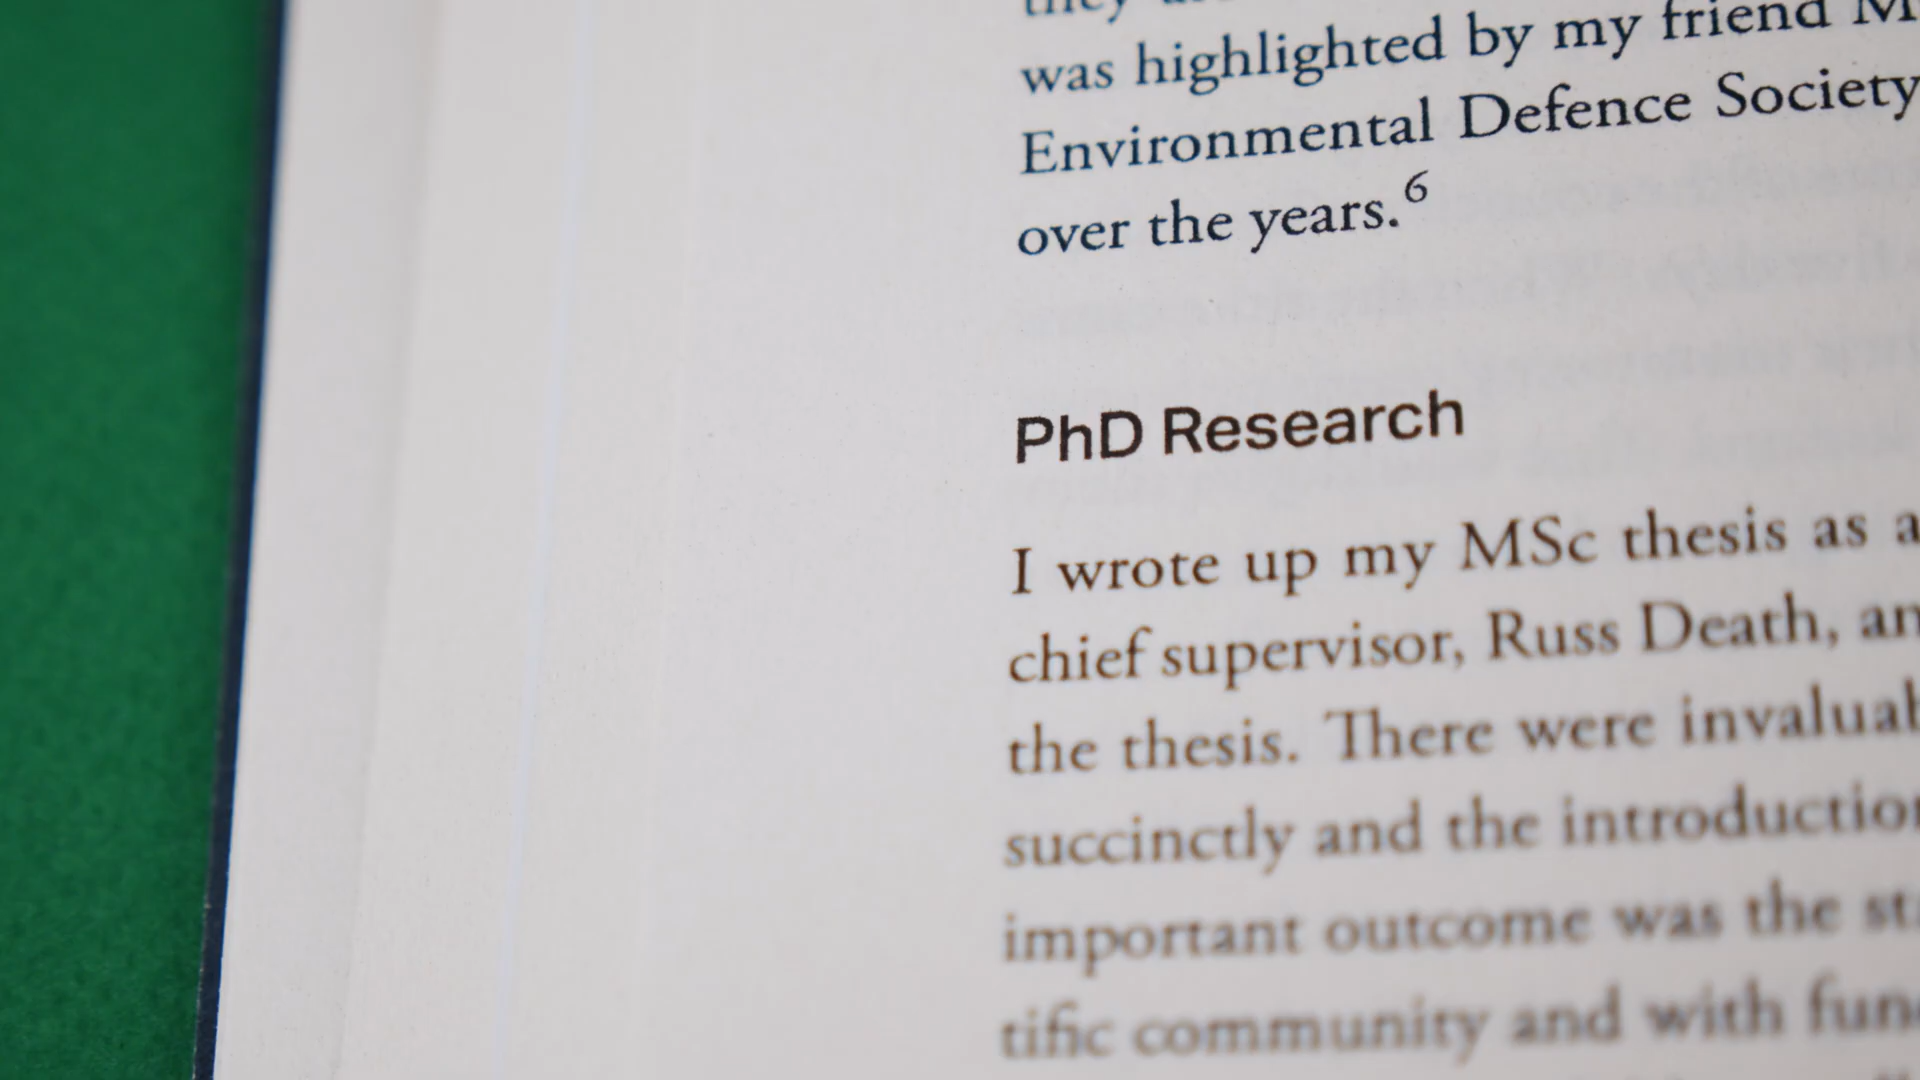 was highlighted by my friend
Environmental Defence Society
over the years.⁶
PhD Research
I wrote up my MSc thesis as
chief supervisor, Russ Death,
the thesis. There were
succinctly and the
important outcome was the
tific community and with